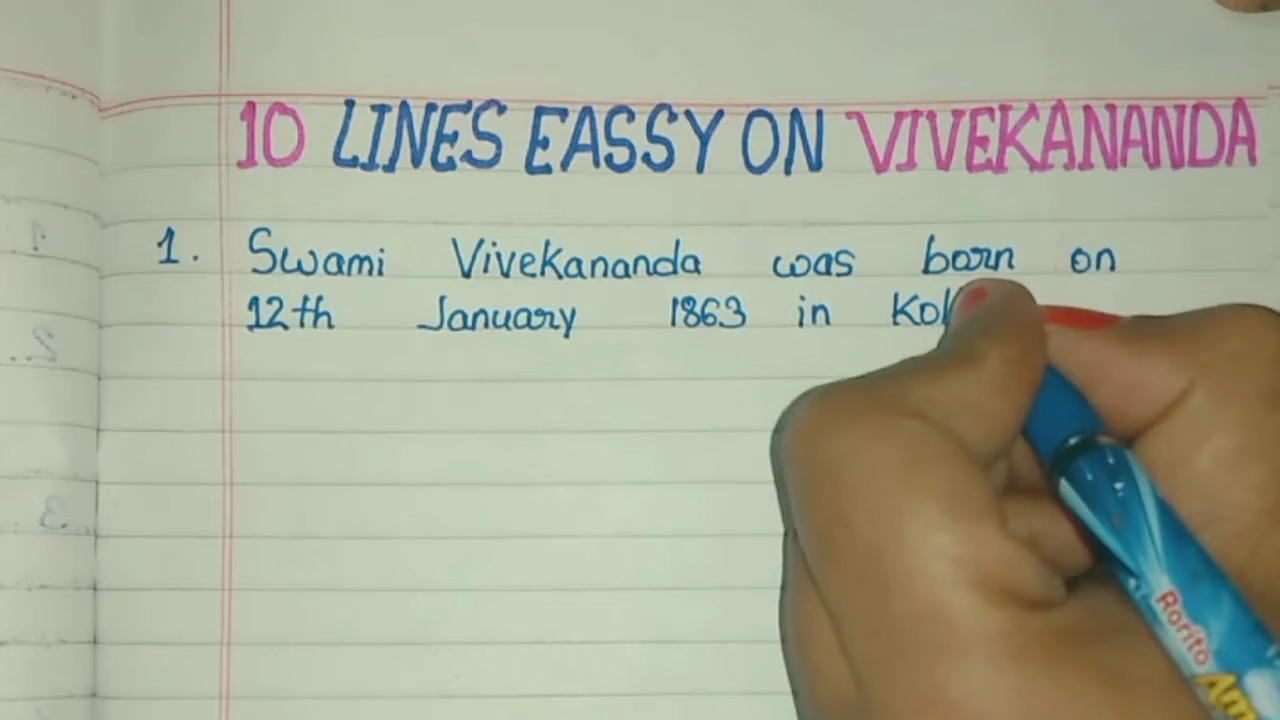 10 LINES EASSY ON VIVEKANANDA
1. Swami Vivekananda was born on
12th January 1863 in Kol
Rorito